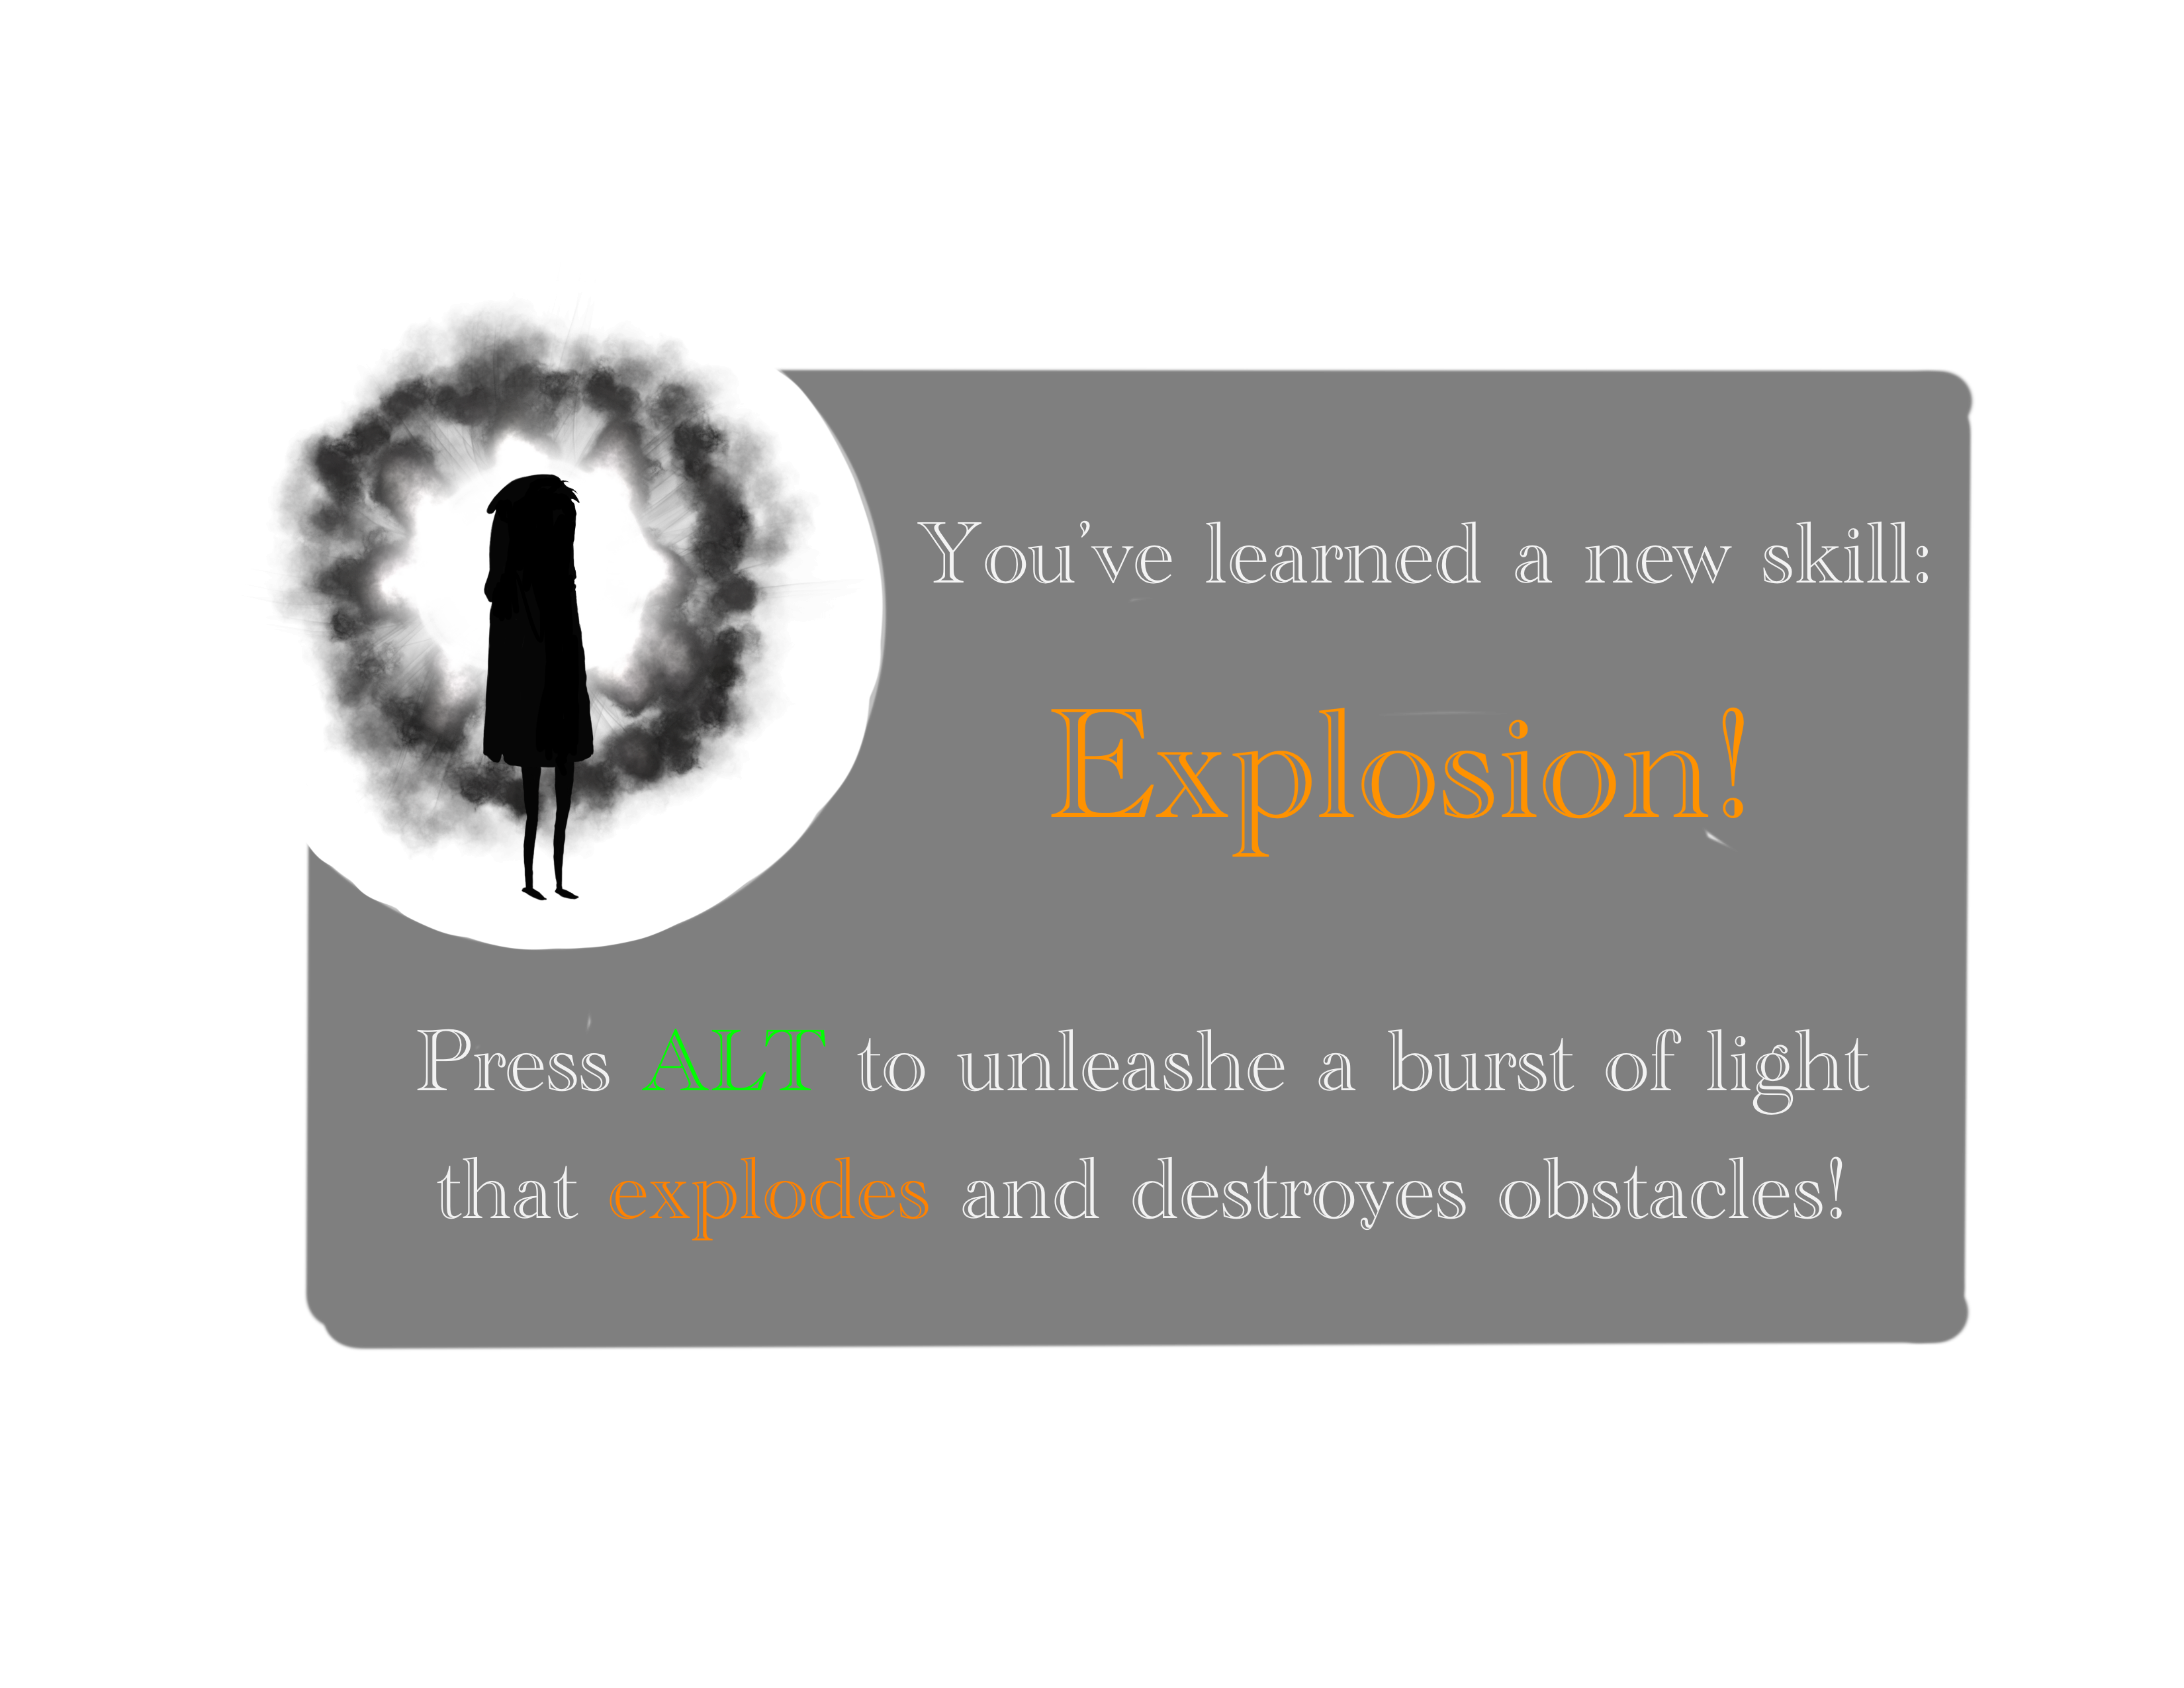 You've learned a new skill:
Explosion!
Press ALT to unleashe a burst of light
that explodes and destroyes obstacles!